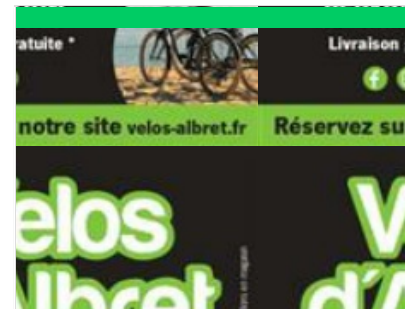 atuite *
Livraison
notre site velos-albret.fr
Réservez su
elos
V
lbret
d'A